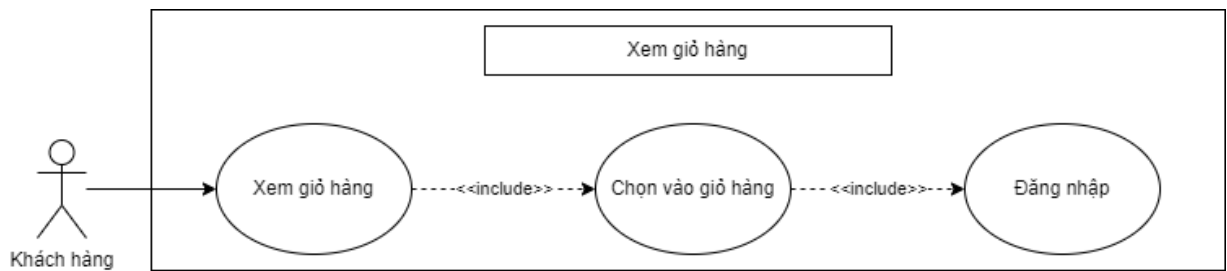 Xem giỏ hàng
Xem giỏ hàng
<<include>>
Chọn vào giỏ hàng
<<include>>
Đăng nhập
Khách hàng